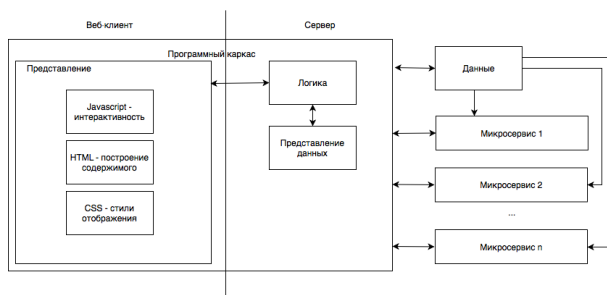 Веб-клиент
Сервер
Программный каркас
Представление
Javascript -
интерактивность
HTML - построение
содержимого
CSS - стили
отображения
Логика
Представление
данных
Данные
Микросервис 1
Микросервис 2
...
Микросервис n